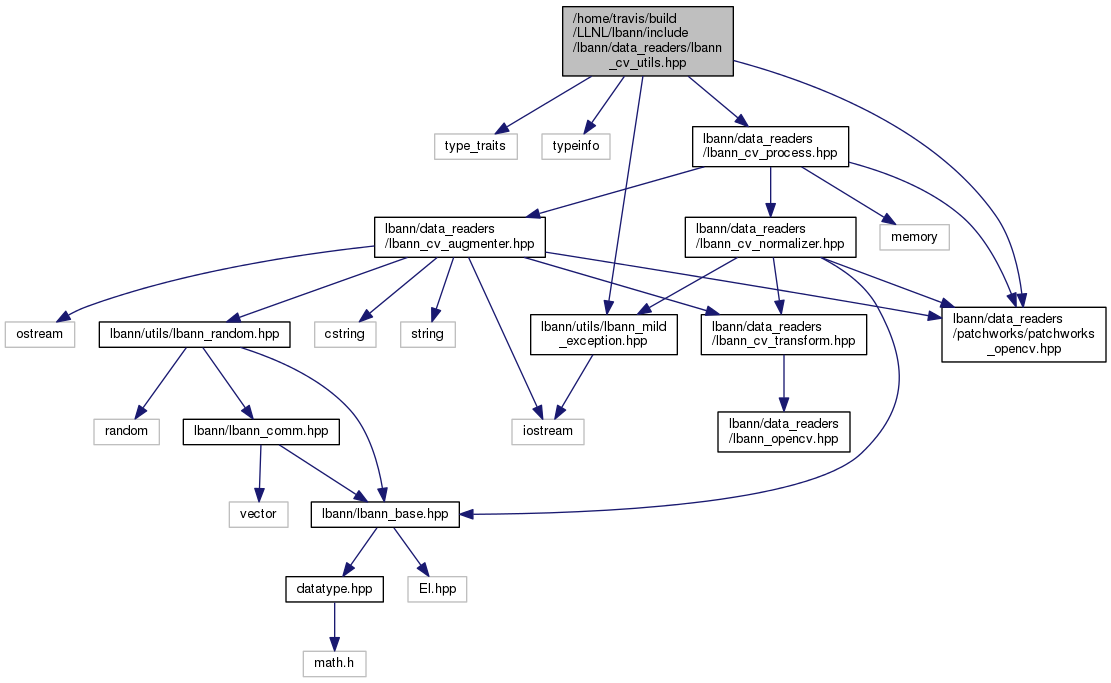 /home/travis/build
/LLNL/lbann/include
/lbann/data_readers/lbann
_cv_utils.hpp
type_traits
typeinfo
lbann/data_readers
/lbann_cv_process.hpp
lbann/data_readers
/lbann_cv_augmenter.hpp
lbann/data_readers
/lbann_cv_normalizer.hpp
memory
ostream
lbann/utils/lbann_random.hpp
cstring
string
lbann/utils/lbann_mild
_exception.hpp
lbann/data_readers
/lbann_cv_transform.hpp
lbann/data_readers
/patchworks/patchworks
_opencv.hpp
random
lbann/lbann_comm.hpp
iostream
lbann/data_readers
/lbann_opencv.hpp
vector
lbann/lbann_base.hpp
datatype.hpp
El.hpp
math.h